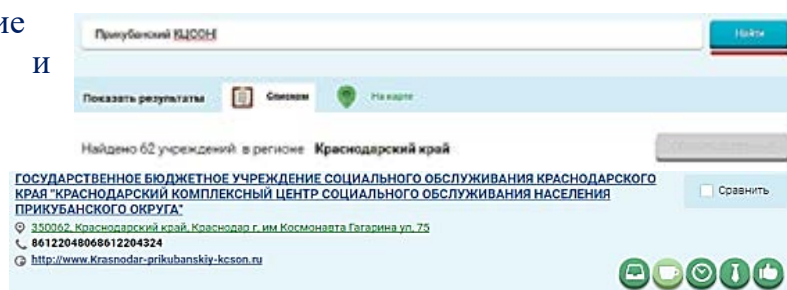 ие
и
Прикубанский КЦСОН
Найти
Показать результаты Списком На карте
Найдено 62 учреждений в регионе Краснодарский край
ГОСУДАРСТВЕННОЕ БЮДЖЕТНОЕ УЧРЕЖДЕНИЕ СОЦИАЛЬНОГО ОБСЛУЖИВАНИЯ КРАСНОДАРСКОГО
КРАЯ "КРАСНОДАРСКИЙ КОМПЛЕКСНЫЙ ЦЕНТР СОЦИАЛЬНОГО ОБСЛУЖИВАНИЯ НАСЕЛЕНИЯ
ПРИКУБАНСКОГО ОКРУГА"
Сравнить
350062, Краснодарский край, Краснодар г, им Космонавта Гагарина ул, 75
86122048068612204324
http://www.Krasnodar-prikubanskiy-kcson.ru